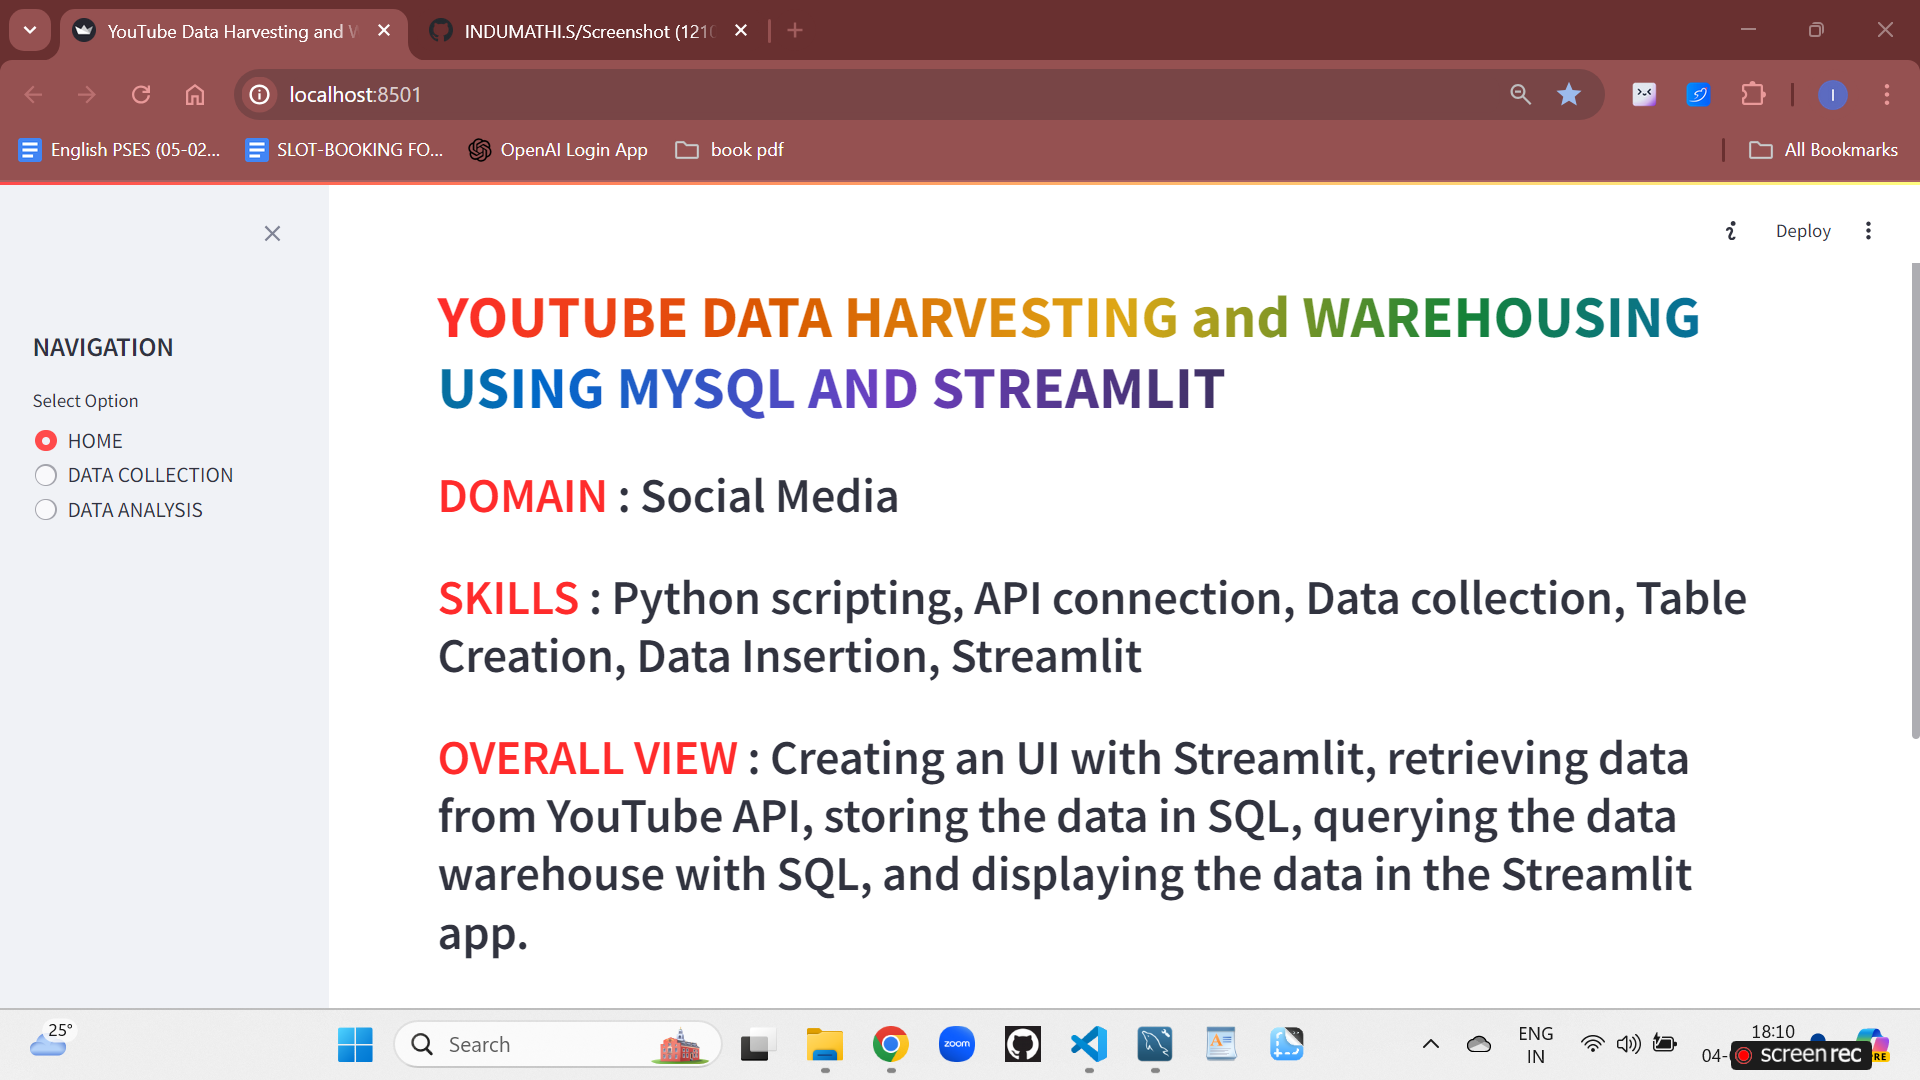 YouTube Data Harvesting and W
INDUMATHI.S/Screenshot (1210
localhost:8501
I
English PSES (05-02...
SLOT-BOOKING FO...
OpenAI Login App
book pdf
All Bookmarks
Deploy
NAVIGATION
Select Option
HOME
DATA COLLECTION
DATA ANALYSIS
YOUTUBE DATA HARVESTING and WAREHOUSING
USING MYSQL AND STREAMLIT
DOMAIN : Social Media
SKILLS : Python scripting, API connection, Data collection, Table
Creation, Data Insertion, Streamlit
OVERALL VIEW : Creating an UI with Streamlit, retrieving data
from YouTube API, storing the data in SQL, querying the data
warehouse with SQL, and displaying the data in the Streamlit
app.
25°
Search
zoom
ENG
IN
18:10
04-
screenrec
PRE